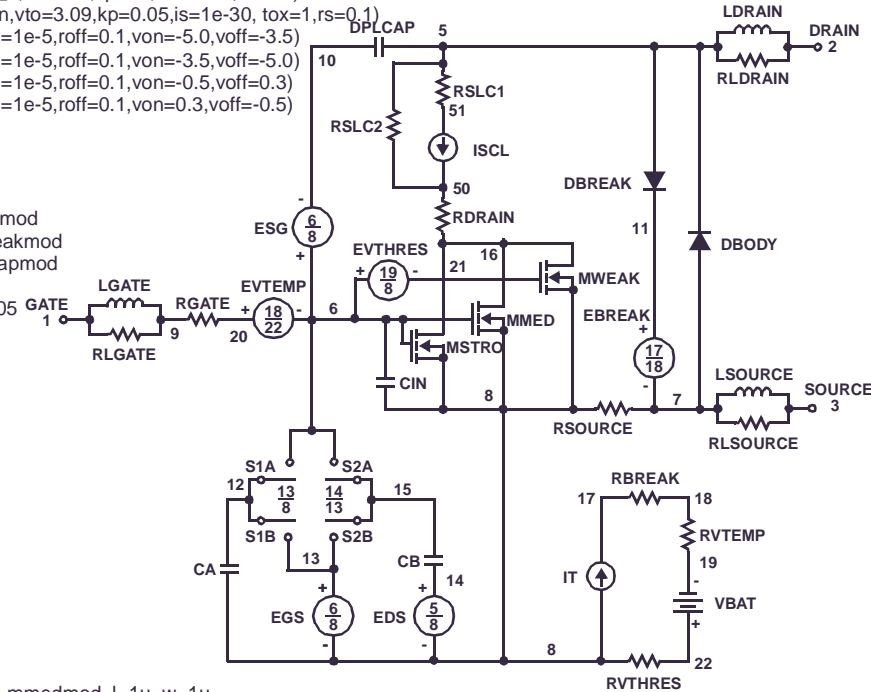 n,vto=3.09,kp=0.05,is=1e-30, tox=1,rs=0.1)
=1e-5,roff=0.1,von=-5.0,voff=-3.5)
=1e-5,roff=0.1,von=-3.5,voff=-5.0)
=1e-5,roff=0.1,von=-0.5,voff=0.3)
=1e-5,roff=0.1,von=0.3,voff=-0.5)
mod
eakmod
apmod
05
DPLCAP
5
10
LDRAIN
DRAIN
2
RLDRAIN
RSLC1
51
RSLC2
ISCL
50
DBREAK
RDRAIN
11
DBODY
-
ESG
6
8
+
EVTHRES
+
19
8
-
21
16
MWEAK
LGATE
GATE
1
RLGATE
9
RGATE
20
EVTEMP
+
18
22
-
6
MMED
MSTRO
EBREAK
+
17
18
-
CIN
8
RSOURCE
7
LSOURCE
SOURCE
3
RLSOURCE
S1A
S2A
12
13
8
14
13
15
S1B
S2B
13
CA
CB
14
+
EGS
6
8
-
+
EDS
5
8
-
RBREAK
17
18
RVTEMP
19
IT
-
VBAT
+
8
22
RVTHRES